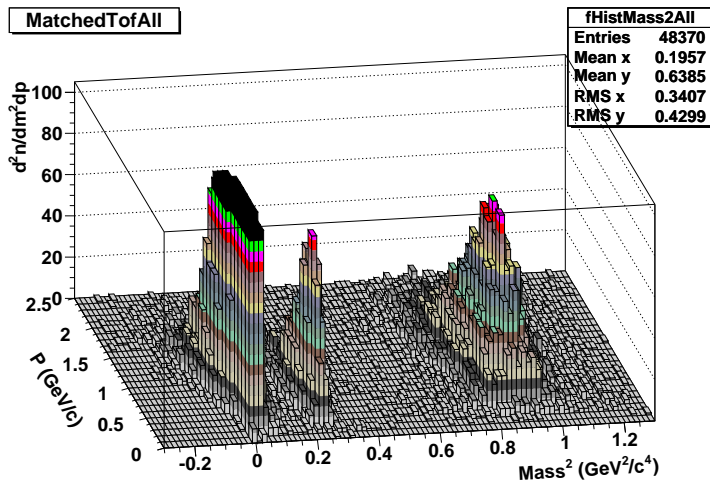 MatchedTofAll
fHistMass2All
Entries 48370
Mean x 0.1957
Mean y 0.6385
RMS x 0.3407
RMS y 0.4299
d²n/dm²dp
100
80
60
40
20
0
2.5
2
1.5
1
0.5
0
P (GeV/c)
-0.2 0 0.2 0.4 0.6 0.8 1 1.2
Mass² (GeV²/c⁴)